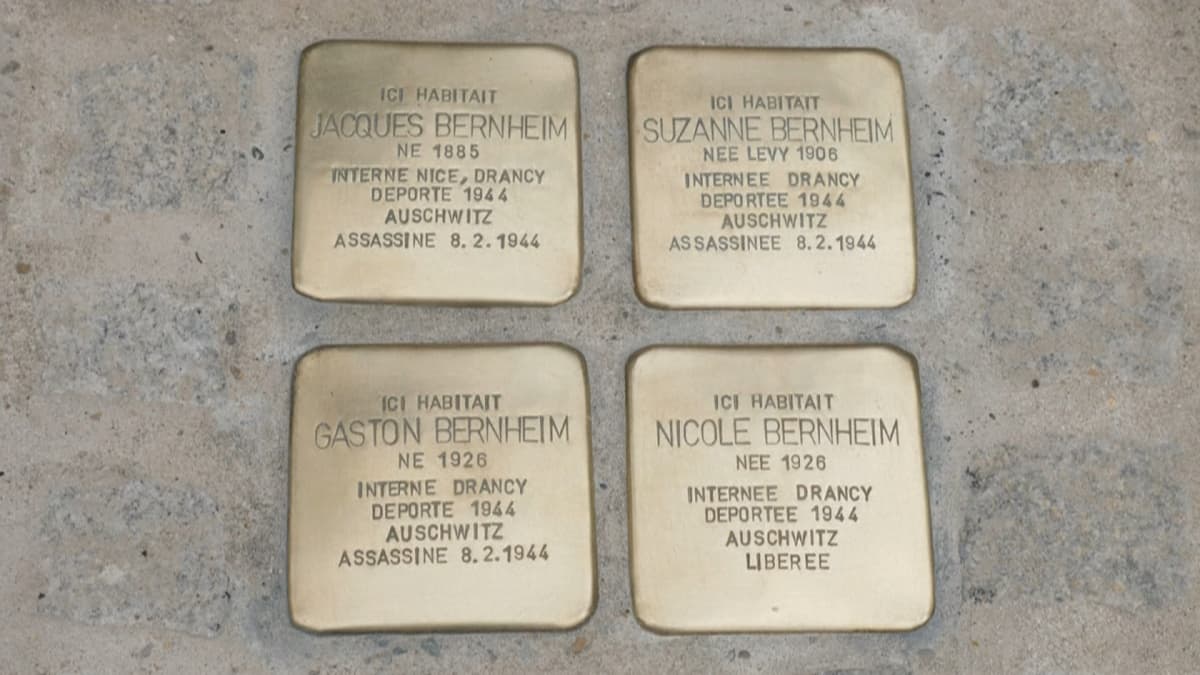 ICI HABITAIT
JACQUES BERNHEIM
NE 1885
INTERNE NICE, DRANCY
DEPORTE 1944
AUSCHWITZ
ASSASSINE 8.2.1944
ICI HABITAIT
SUZANNE BERNHEIM
NEE LEVY 1906
INTERNEE DRANCY
DEPORTEE 1944
AUSCHWITZ
ASSASSINEE 8.2.1944
ICI HABITAIT
GASTON BERNHEIM
NE 1926
INTERNE DRANCY
DEPORTE 1944
AUSCHWITZ
ASSASSINE 8.2.1944
ICI HABITAIT
NICOLE BERNHEIM
NEE 1926
INTERNEE DRANCY
DEPORTEE 1944
AUSCHWITZ
LIBEREE